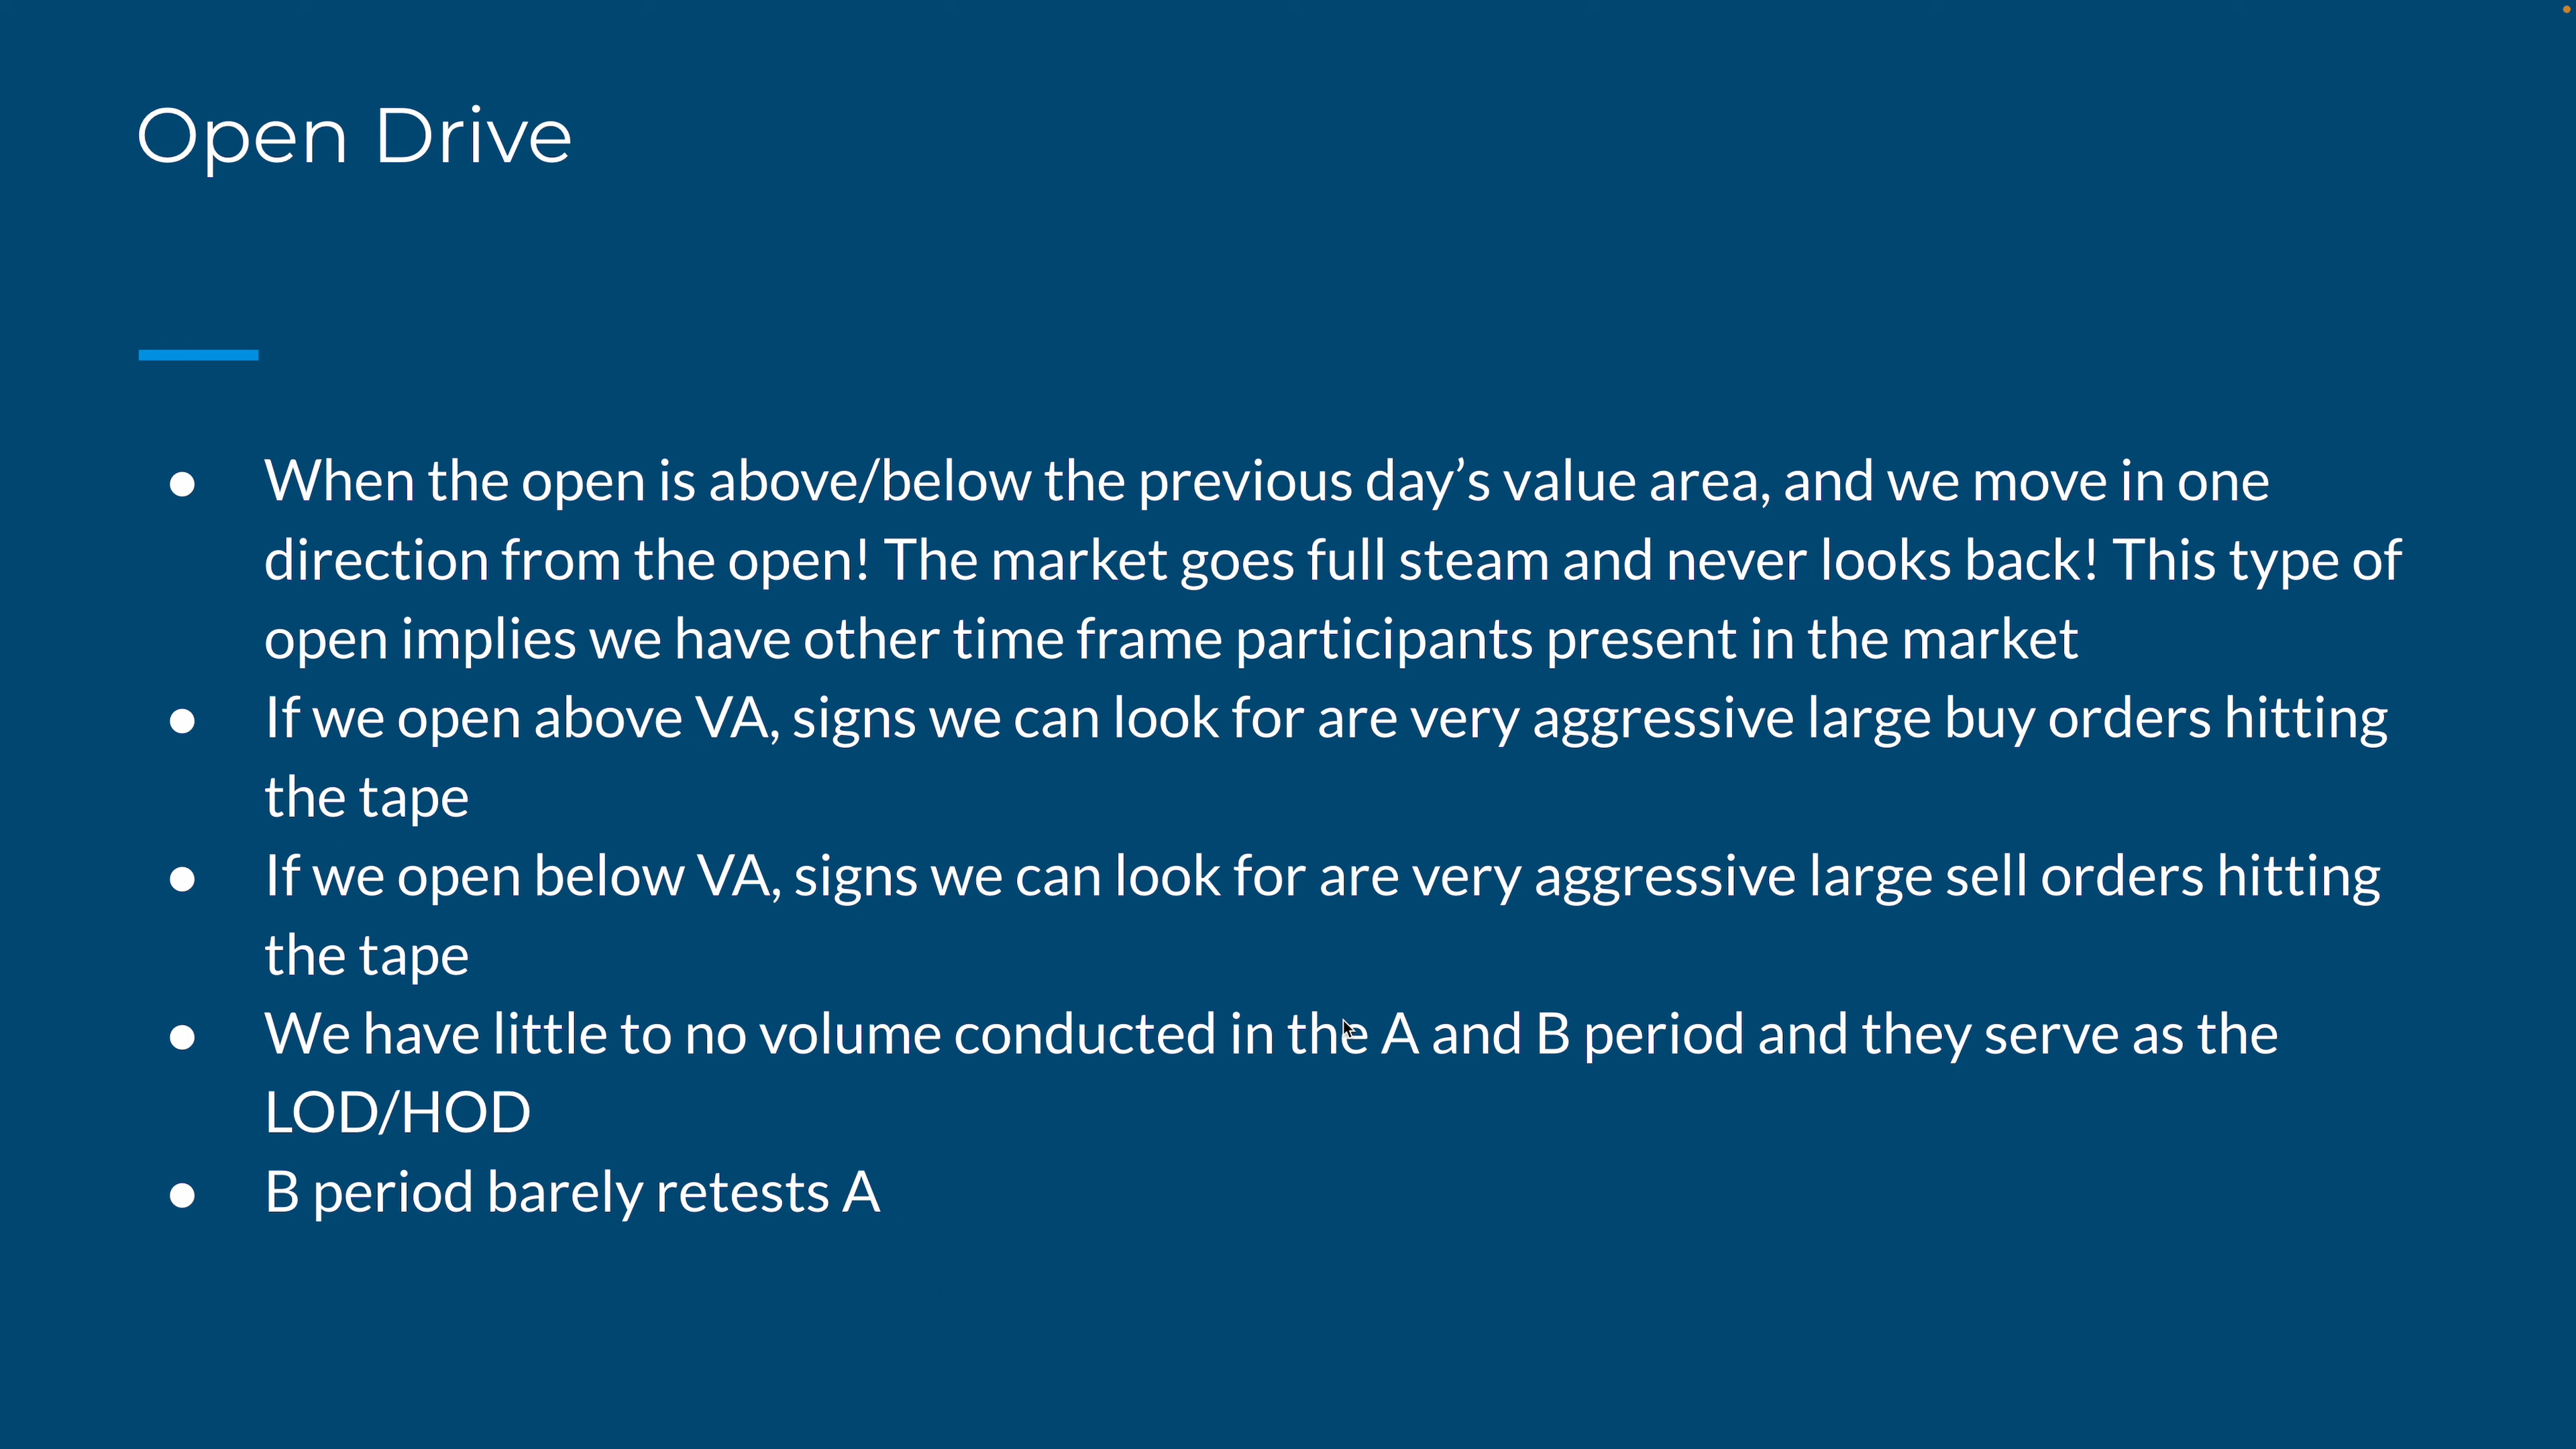 Open Drive
● When the open is above/below the previous day’s value area, and we move in one
direction from the open! The market goes full steam and never looks back! This type of
open implies we have other time frame participants present in the market
● If we open above VA, signs we can look for are very aggressive large buy orders hitting
the tape
● If we open below VA, signs we can look for are very aggressive large sell orders hitting
the tape
● We have little to no volume conducted in the A and B period and they serve as the
LOD/HOD
● B period barely retests A